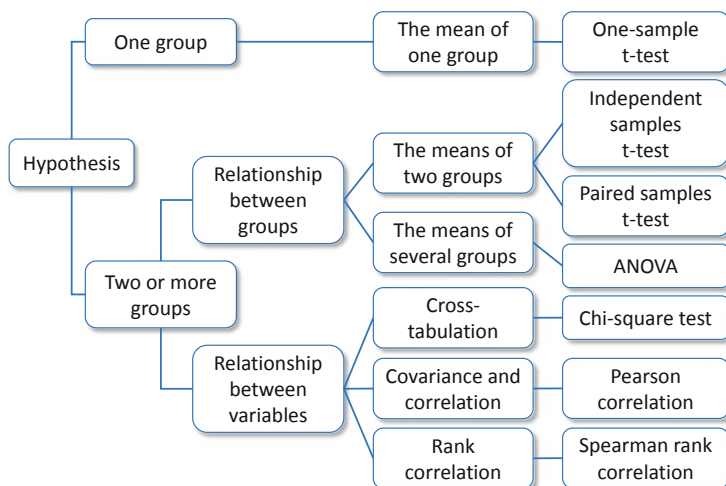 One group
The mean of
one group
One-sample
t-test
Hypothesis
Two or more
groups
Relationship
between
groups
The means of
two groups
Independent
samples
t-test
Paired samples
t-test
The means of
several groups
ANOVA
Relationship
between
variables
Cross-
tabulation
Chi-square test
Covariance and
correlation
Pearson
correlation
Rank
correlation
Spearman rank
correlation